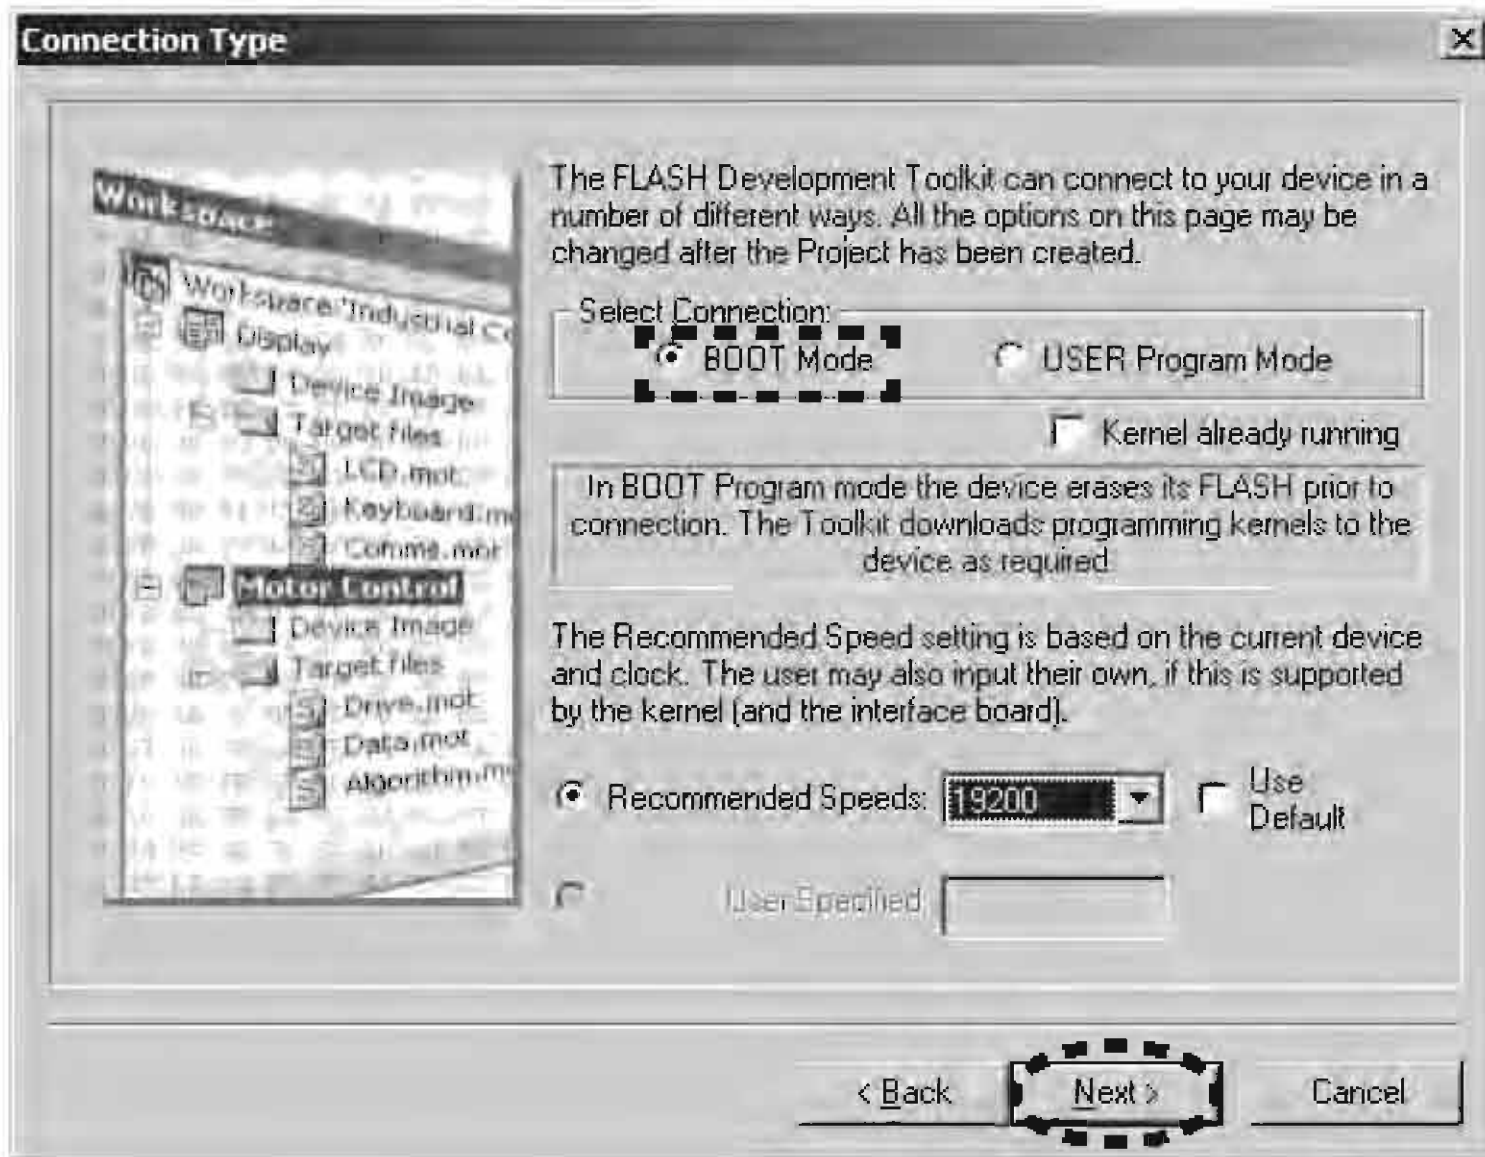 Connection Type
Workspace
Workspace 'Industrial Co
Display
Device Image
Target files
LCD.mot
Keyboard.mo
Comms.mot
Motor Control
Device Image
Target files
Drive.mot
Data.mot
Algorithm.mo
The FLASH Development Toolkit can connect to your device in a
number of different ways. All the options on this page may be
changed after the Project has been created.
Select Connection:
BOOT Mode
USER Program Mode
Kernel already running
In BOOT Program mode the device erases its FLASH prior to
connection. The Toolkit downloads programming kernels to the
device as required
The Recommended Speed setting is based on the current device
and clock. The user may also input their own, if this is supported
by the kernel (and the interface board).
Recommended Speeds:
19200
Use
Default
User Specified
< Back
Next >
Cancel